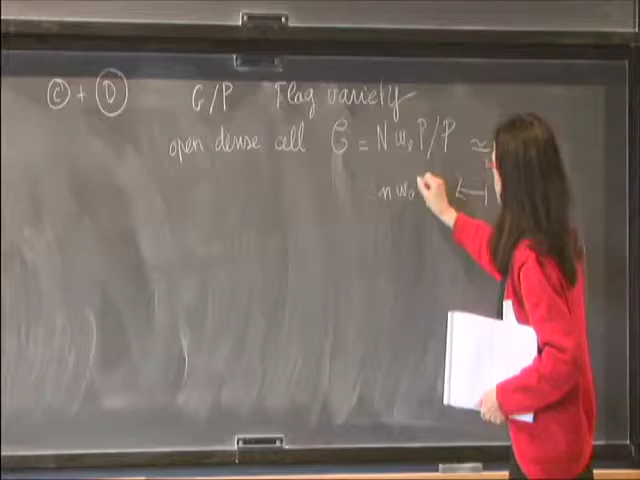 Ⓒ + Ⓓ G/P Flag variety
open dense cell C = N w₀ P/P ≃
n w₀ ↤